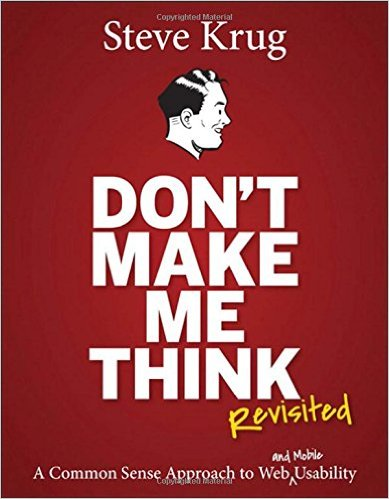 Steve Krug
DON'T
MAKE
ME
THINK
Revisited
and Mobile
A Common Sense Approach to Web Usability